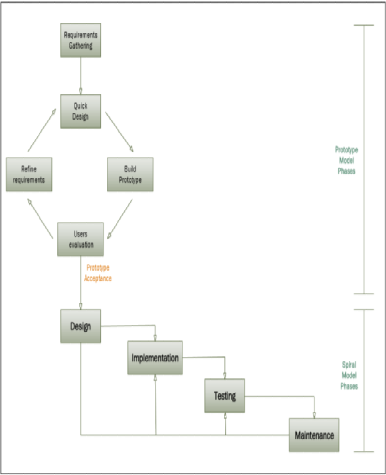 Requirements
Gathering
Quick
Design
Refine
requirements
Build
Prototype
Users
evaluation
Prototype
Acceptance
Design
Implementation
Testing
Maintenance
Prototype
Model
Phases
Spiral
Model
Phases